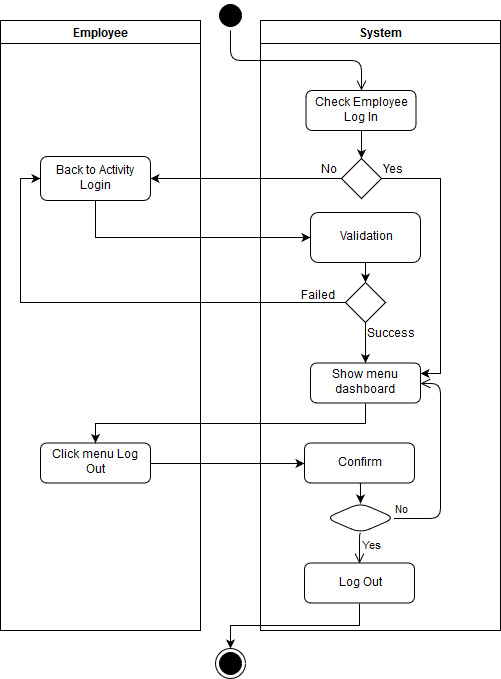 Employee
System
Check Employee
Log In
No
Yes
Back to Activity
Login
Validation
Failed
Success
Show menu
dashboard
Click menu Log
Out
Confirm
No
Yes
Log Out